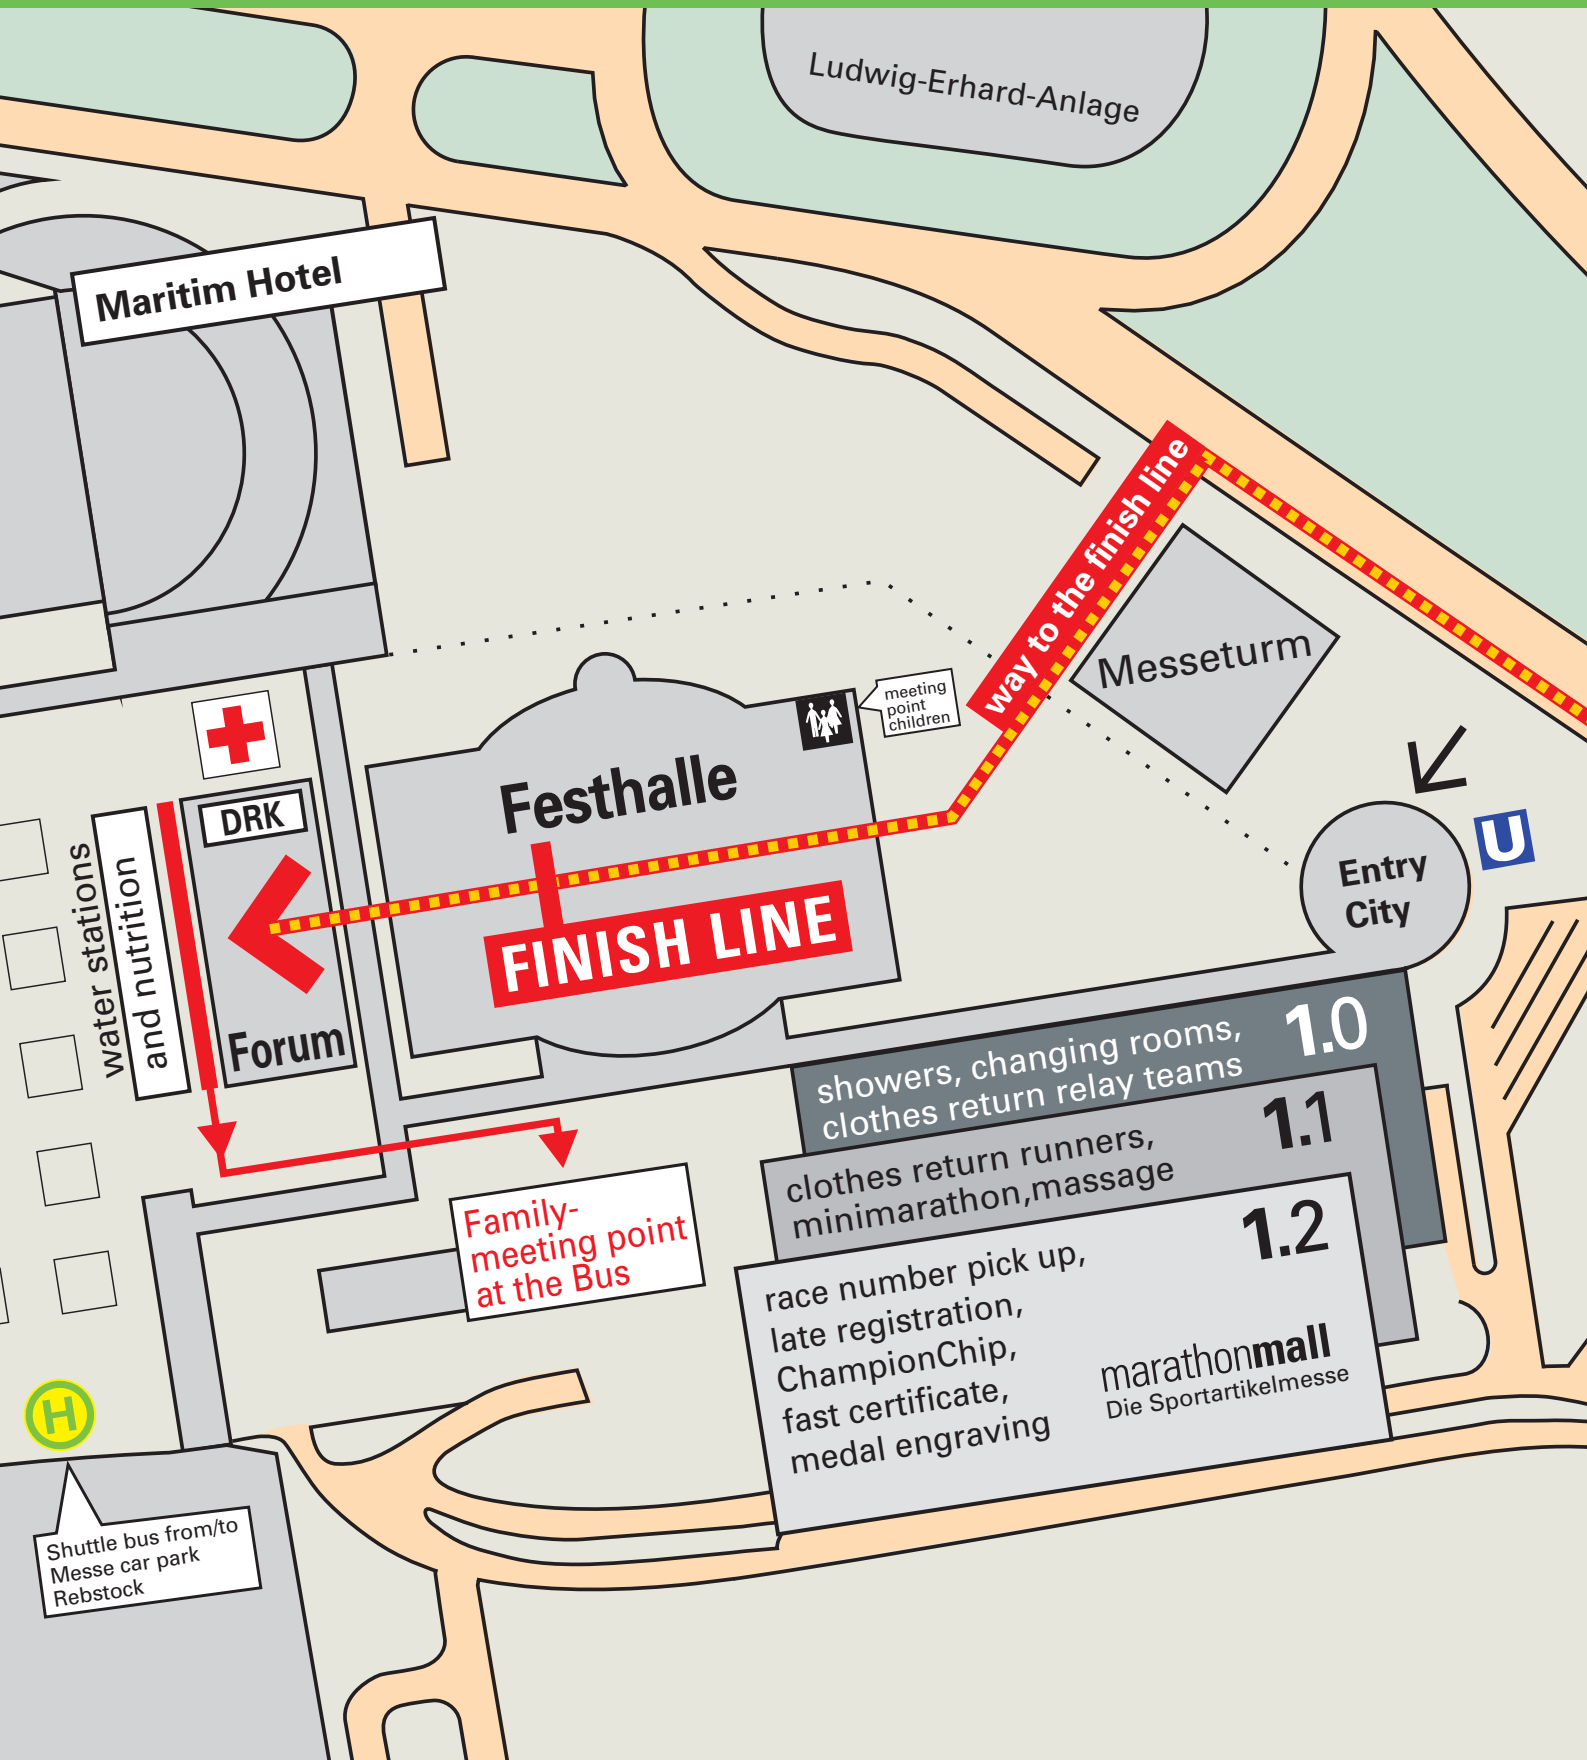 Ludwig-Erhard-Anlage
Maritim Hotel
way to the finish line
Messeturm
meeting
point
children
DRK
Festhalle
FINISH LINE
Forum
water stations
and nutrition
Entry
City
U
1.0
showers, changing rooms,
clothes return relay teams
1.1
clothes return runners,
minimarathon,massage
1.2
race number pick up,
late registration,
ChampionChip,
fast certificate,
medal engraving
marathonmall
Die Sportartikelmesse
Family-
meeting point
at the Bus
H
Shuttle bus from/to
Messe car park
Rebstock